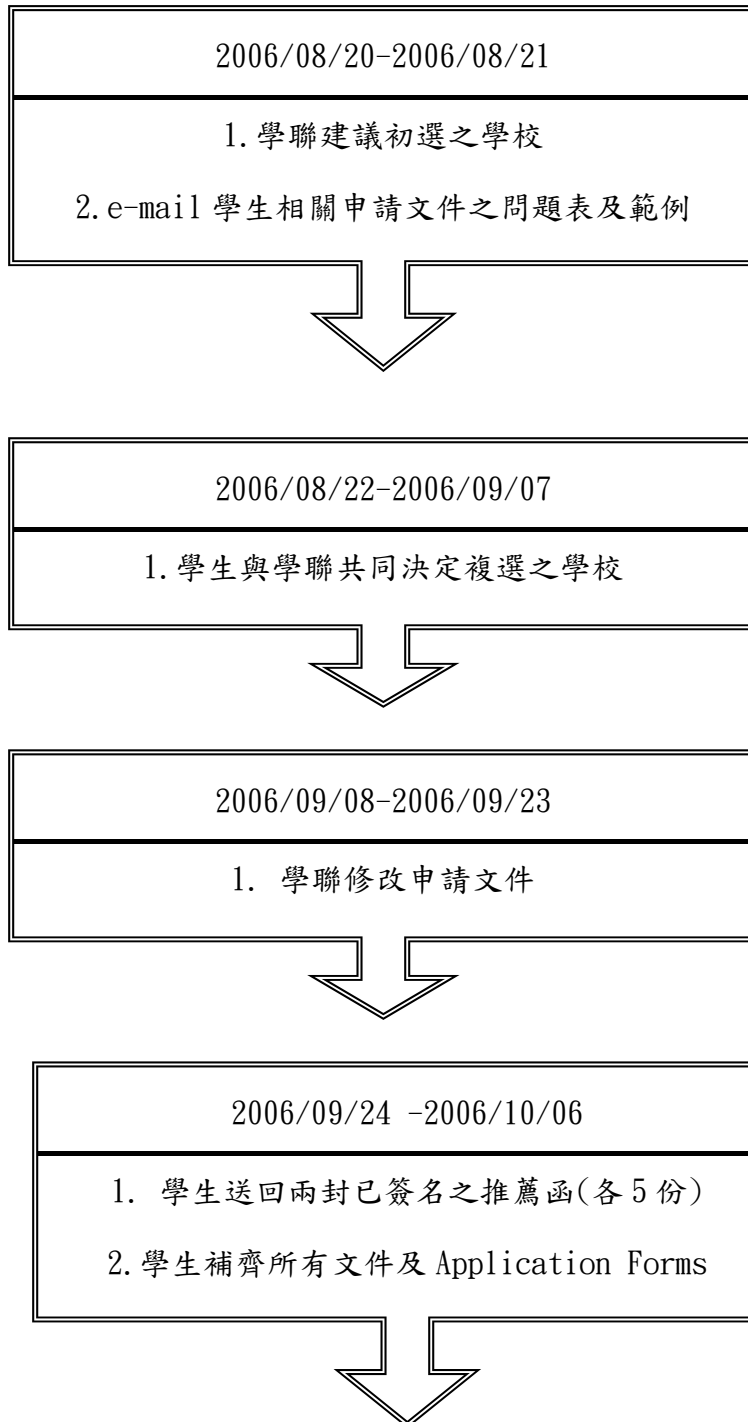 2006/08/20-2006/08/21
1.學聯建議初選之學校
2.e-mail 學生相關申請文件之問題表及範例
2006/08/22-2006/09/07
1.學生與學聯共同決定複選之學校
2006/09/08-2006/09/23
1. 學聯修改申請文件
2006/09/24 -2006/10/06
1. 學生送回兩封已簽名之推薦函(各5份)
2.學生補齊所有文件及 Application Forms